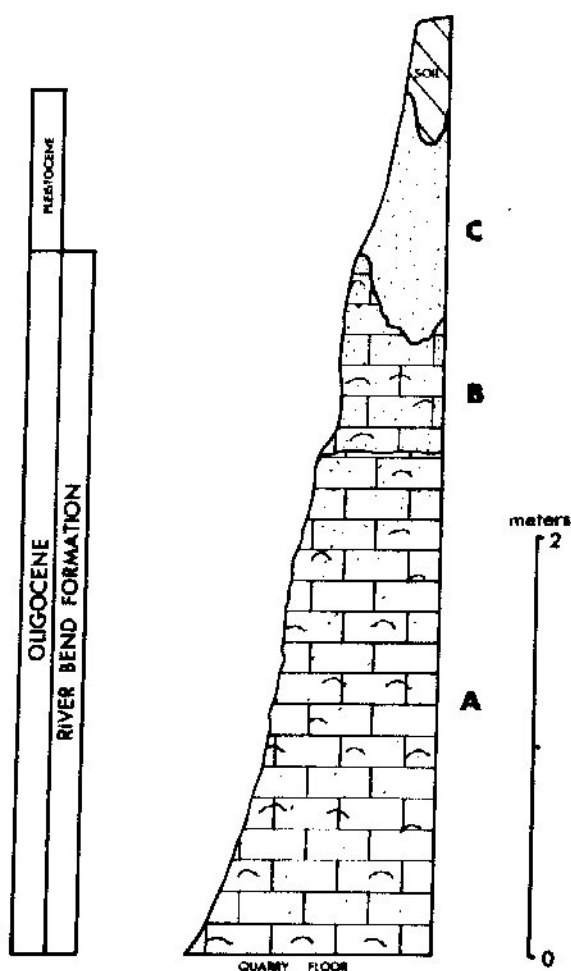 SOIL
PLEISTOCENE
C
B
meters
2
OLIGOCENE
RIVER BEND FORMATION
A
0
QUARRY FLOOR